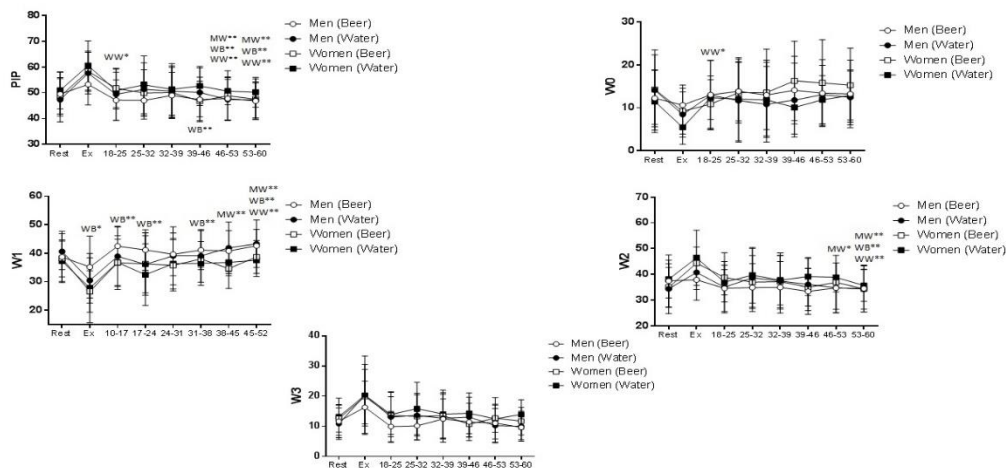 PIP
80
70
60
50
40
30
WW*
WB**
MW**
WB**
WW**
MW**
WB**
WW**
Rest Ex 18-25 25-32 32-39 39-46 46-53 53-60
Men (Beer)
Men (Water)
Women (Beer)
Women (Water)
W0
30
20
10
0
WW*
Rest Ex 18-25 25-32 32-39 39-46 46-53 53-60
Men (Beer)
Men (Water)
Women (Beer)
Women (Water)
W1
60
50
40
30
20
WB*
WB**
WB**
WB**
MW**
MW**
WB**
WW**
Rest Ex 10-17 17-24 24-31 31-38 38-45 45-52
Men (Beer)
Men (Water)
Women (Beer)
Women (Water)
W2
60
50
40
30
20
MW*
MW**
WB**
WW**
Rest Ex 18-25 25-32 32-39 39-46 46-53 53-60
Men (Beer)
Men (Water)
Women (Beer)
Women (Water)
W3
40
30
20
10
0
Rest Ex 18-25 25-32 32-39 39-46 46-53 53-60
Men (Beer)
Men (Water)
Women (Beer)
Women (Water)